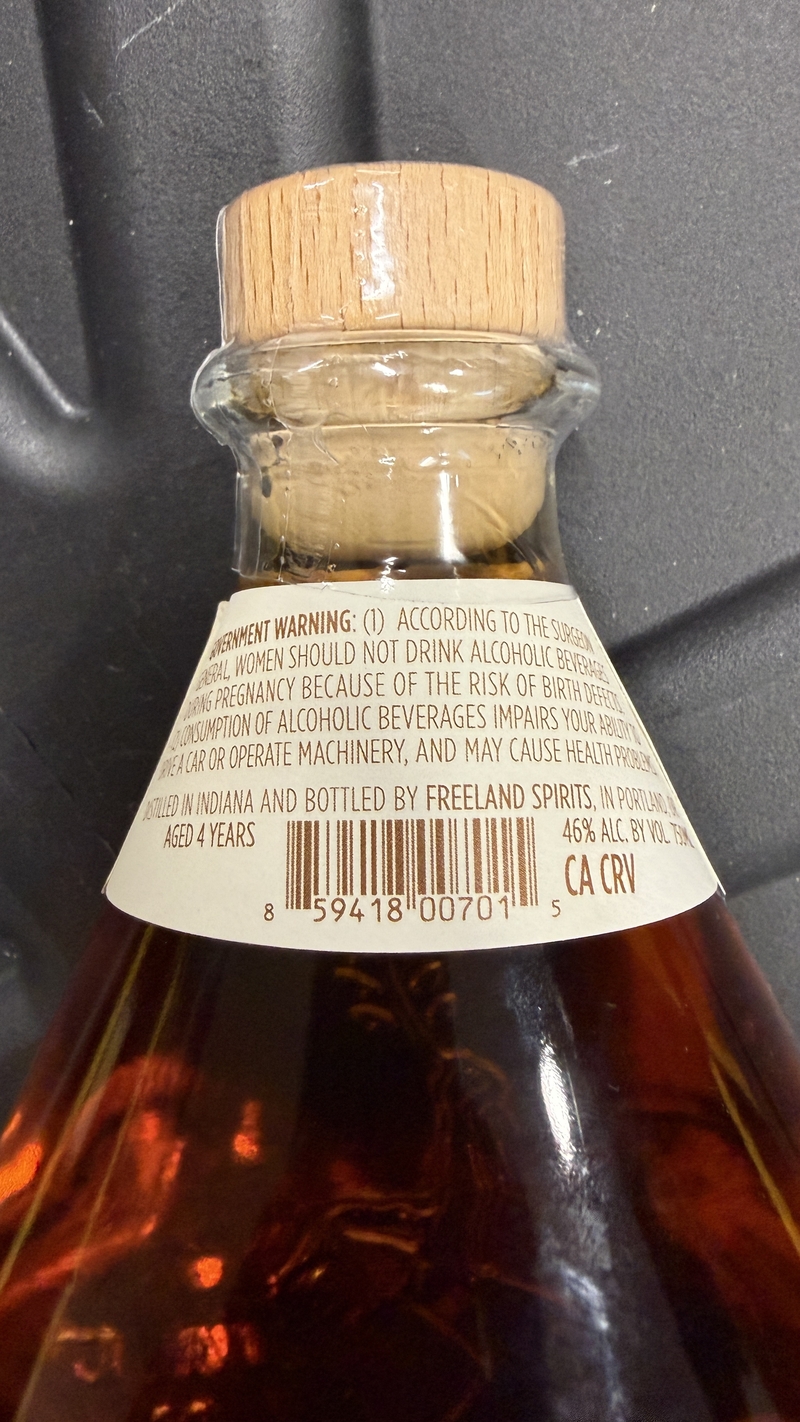 GOVERNMENT WARNING: (1) ACCORDING TO THE SURGEON
GENERAL, WOMEN SHOULD NOT DRINK ALCOHOLIC BEVERAGES
DURING PREGNANCY BECAUSE OF THE RISK OF BIRTH DEFECTS.
(2) CONSUMPTION OF ALCOHOLIC BEVERAGES IMPAIRS YOUR ABILITY TO
DRIVE A CAR OR OPERATE MACHINERY, AND MAY CAUSE HEALTH PROBLEMS.
DISTILLED IN INDIANA AND BOTTLED BY FREELAND SPIRITS, IN PORTLAND, OR
AGED 4 YEARS
46% ALC. BY VOL. 750ML
CA CRV
8 59418 00701 5